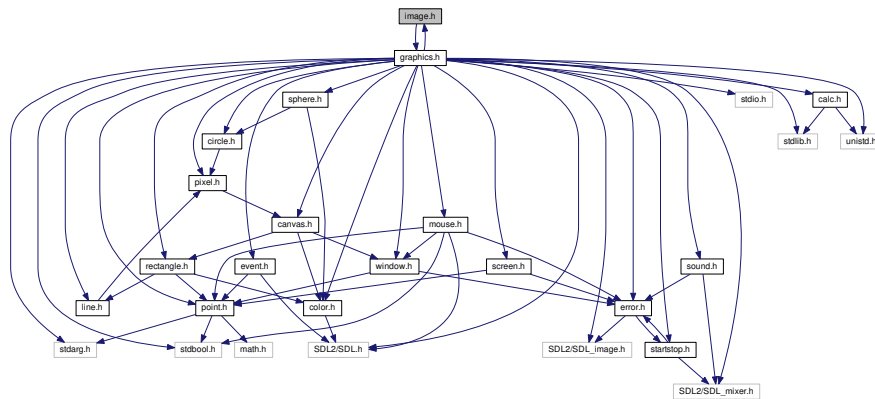 image.h
graphics.h
sphere.h
stdio.h
calc.h
circle.h
stdlib.h
unistd.h
pixel.h
canvas.h
mouse.h
rectangle.h
event.h
window.h
screen.h
sound.h
line.h
point.h
color.h
error.h
stdarg.h
stdbool.h
math.h
SDL2/SDL.h
SDL2/SDL_image.h
startstop.h
SDL2/SDL_mixer.h